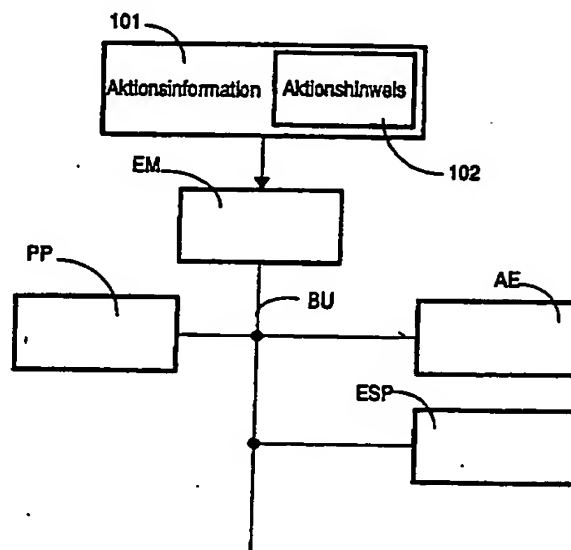 101
Aktionsinformation
Aktionshinweis
102
EM
PP
BU
AE
ESP